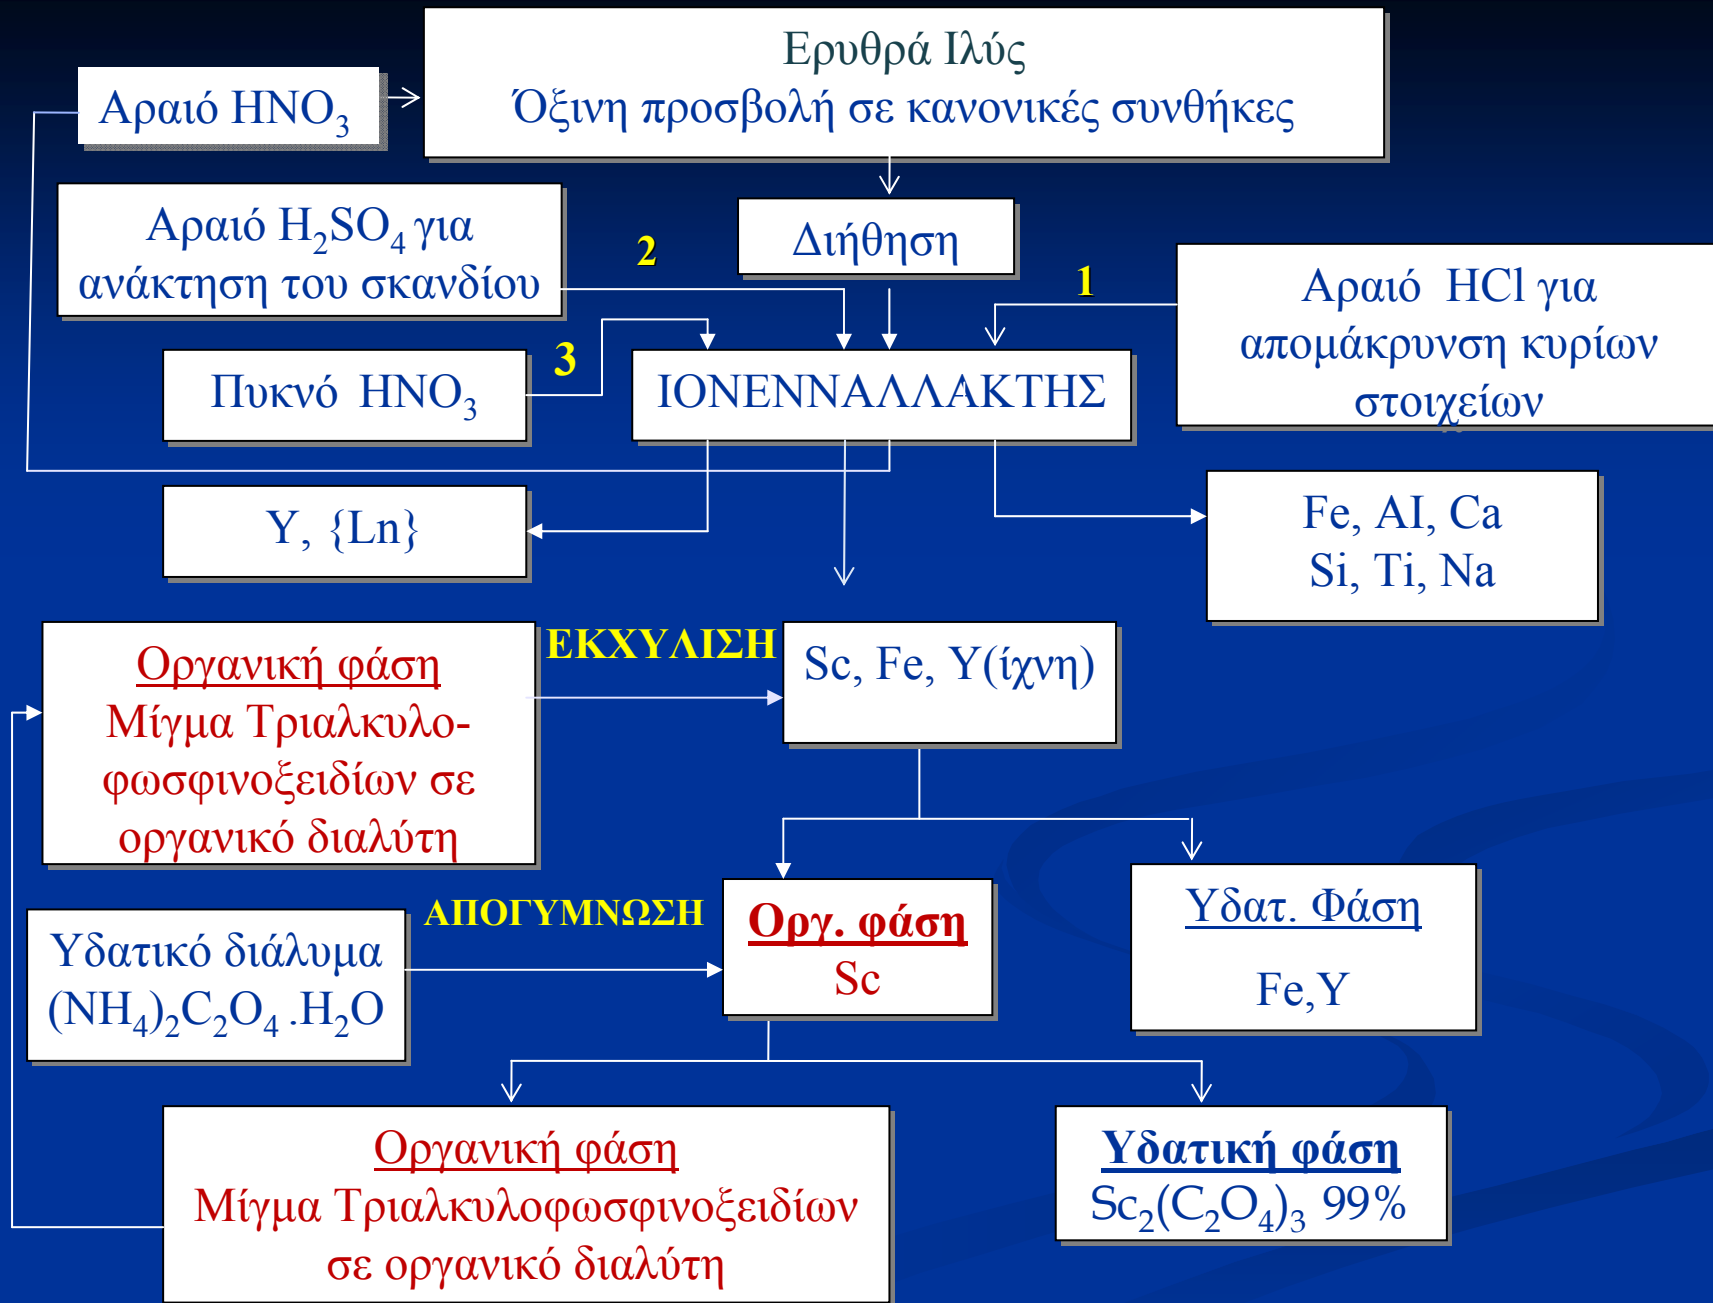 Ερυθρά Ιλύς
Όξινη προσβολή σε κανονικές συνθήκες
Αραιό HNO₃
Αραιό H₂SO₄ για
ανάκτηση του σκανδίου
2
Διήθηση
1
Αραιό HCl για
απομάκρυνση κυρίων
στοιχείων
Πυκνό HNO₃
3
ΙΟΝΕΝΝΑΛΛΑΚΤΗΣ
Y, {Ln}
Fe, Al, Ca
Si, Ti, Na
Οργανική φάση
Μίγμα Τριαλκυλο-
φωσφινοξειδίων σε
οργανικό διαλύτη
ΕΚΧΥΛΙΣΗ
Sc, Fe, Y(ίχνη)
Υδατικό διάλυμα
(NH₄)₂C₂O₄ .H₂O
ΑΠΟΓΥΜΝΩΣΗ
Οργ. φάση
Sc
Υδατ. Φάση
Fe,Y
Οργανική φάση
Μίγμα Τριαλκυλοφωσφινοξειδίων
σε οργανικό διαλύτη
Υδατική φάση
Sc₂(C₂O₄)₃ 99%